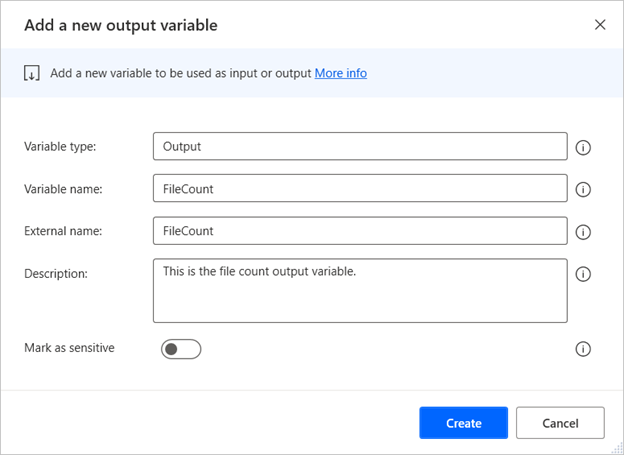 Add a new output variable
Add a new variable to be used as input or output More info
Variable type:
Output
Variable name:
FileCount
External name:
FileCount
Description:
This is the file count output variable.
Mark as sensitive
Create
Cancel